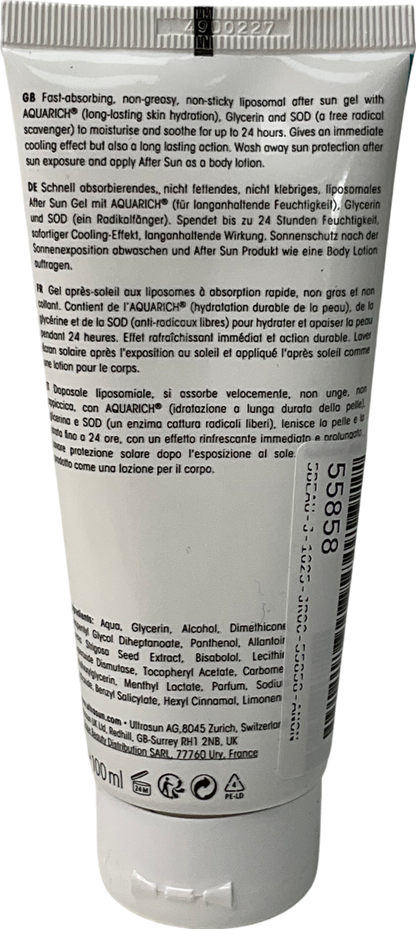 4900227
GB Fast-absorbing, non-greasy, non-sticky liposomal after sun gel with
AQUARICH® (long-lasting skin hydration), Glycerin and SOD (a free radical
scavenger) to moisturise and soothe for up to 24 hours. Gives an immediate
cooling effect but also a long lasting action. Wash away sun protection after
sun exposure and apply After Sun as a body lotion.
DE Schnell absorbierendes, nicht fettendes, nicht klebriges, liposomales
After Sun Gel mit AQUARICH® (für langanhaltende Feuchtigkeit), Glycerin
und SOD (ein Radikalfänger). Spendet bis zu 24 Stunden Feuchtigkeit,
sofortiger Cooling-Effekt, langanhaltende Wirkung. Sonnenschutz nach der
Sonnenexposition abwaschen und After Sun Produkt wie eine Body Lotion
auftragen.
FR Gel après-soleil aux liposomes à absorption rapide, non gras et non
collant. Contient de l'AQUARICH® (hydratation durable de la peau), de la
glycérine et de la SOD (anti-radicaux libres) pour hydrater et apaiser la peau
pendant 24 heures. Effet rafraîchissant immédiat et action durable. Laver
écran solaire après l'exposition au soleil et appliqué l'après soleil comme
une lotion pour le corps.
Doposole liposomiale, si assorbe velocemente, non unge, non
appiccica, con AQUARICH® (idratazione a lunga durata della pelle),
glicerina e SOD (un enzima cattura radicali liberi), lenisce la pelle e la
fino a 24 ore, con un effetto rinfrescante immediato e prolungato.
protezione solare dopo l'esposizione al sole.
come una lozione per il corpo.
55858
Aqua, Glycerin, Alcohol, Dimethicone
Glycol Diheptanoate, Panthenol, Allantoin
Strigosa Seed Extract, Bisabolol, Lecithin
Dismutase, Tocopheryl Acetate, Carbomer
Menthyl Lactate, Parfum, Sodiu
Benzyl Salicylate, Hexyl Cinnamal, Limonen
ultrasun.com • Ultrasun AG, 8045 Zurich, Switzerlan
UK Ltd, Redhill, GB-Surrey RH1 2NB, UK
Beauty Distribution SARL, 77760 Ury, France
100ml
24M
4
PE-LD